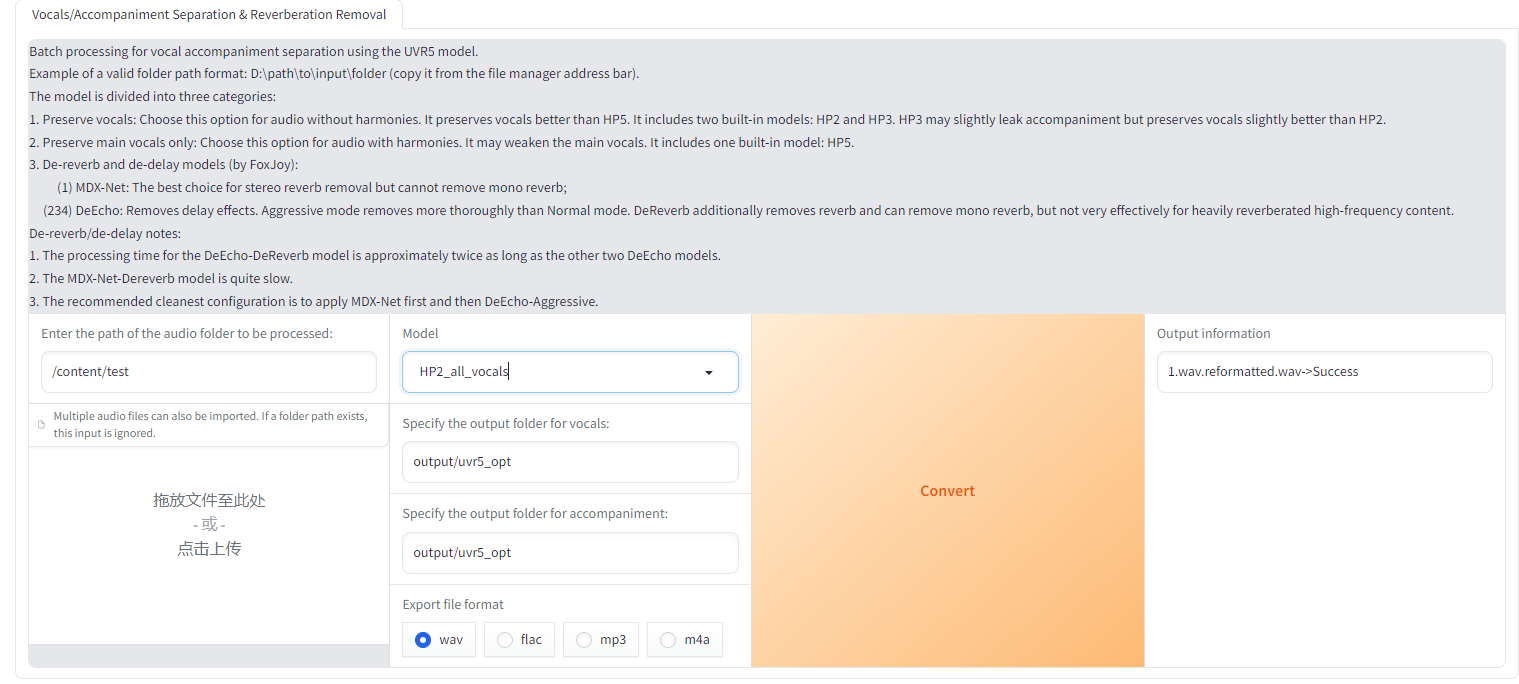 Vocals/Accompaniment Separation & Reverberation Removal
Batch processing for vocal accompaniment separation using the UVR5 model.
Example of a valid folder path format: D:\path\to\input\folder (copy it from the file manager address bar).
The model is divided into three categories:
1. Preserve vocals: Choose this option for audio without harmonies. It preserves vocals better than HP5. It includes two built-in models: HP2 and HP3. HP3 may slightly leak accompaniment but preserves vocals slightly better than HP2.
2. Preserve main vocals only: Choose this option for audio with harmonies. It may weaken the main vocals. It includes one built-in model: HP5.
3. De-reverb and de-delay models (by FoxJoy):
(1) MDX-Net: The best choice for stereo reverb removal but cannot remove mono reverb;
(234) DeEcho: Removes delay effects. Aggressive mode removes more thoroughly than Normal mode. DeReverb additionally removes reverb and can remove mono reverb, but not very effectively for heavily reverberated high-frequency content.
De-reverb/de-delay notes:
1. The processing time for the DeEcho-DeReverb model is approximately twice as long as the other two DeEcho models.
2. The MDX-Net-Dereverb model is quite slow.
3. The recommended cleanest configuration is to apply MDX-Net first and then DeEcho-Aggressive.
Enter the path of the audio folder to be processed:
/content/test
Multiple audio files can also be imported. If a folder path exists,
this input is ignored.
拖放文件至此处
- 或 -
点击上传
Model
HP2_all_vocals
Specify the output folder for vocals:
output/uvr5_opt
Specify the output folder for accompaniment:
output/uvr5_opt
Export file format
wav flac mp3 m4a
Convert
Output information
1.wav.reformatted.wav->Success